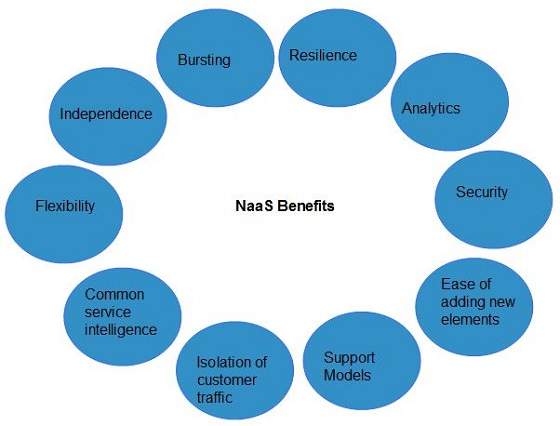 Bursting
Resilience
Independence
Analytics
Flexibility
NaaS Benefits
Security
Common
service
intelligence
Ease of
adding new
elements
Isolation of
customer
traffic
Support
Models